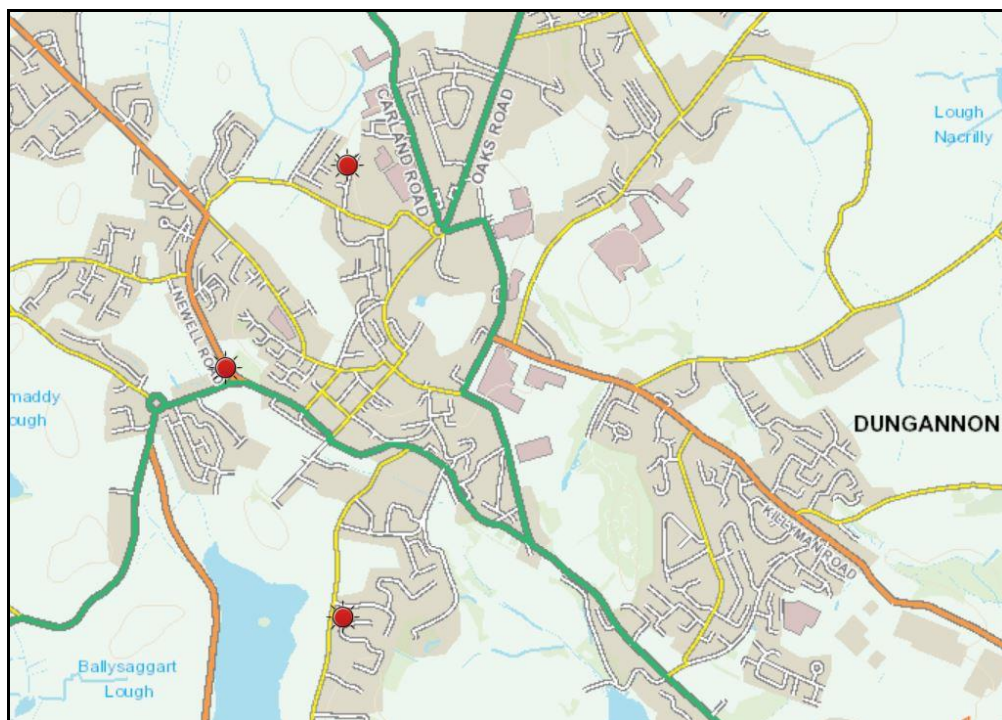 CARLAND ROAD
OAKS ROAD
Lough
Nacrilly
NEWELL ROAD
maddy
ough
DUNGANNON
KILLYMAN ROAD
Ballysaggart
Lough